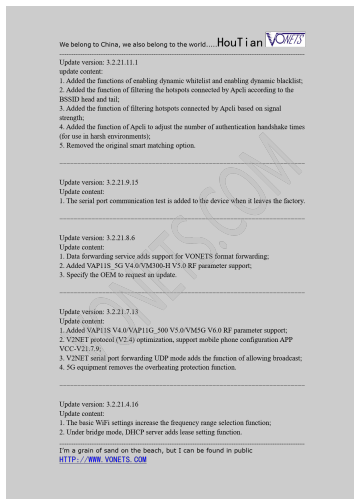 We belong to China, we also belong to the world.....HouTian VONETS
Update version: 3.2.21.11.1
update content:
1. Added the functions of enabling dynamic whitelist and enabling dynamic blacklist;
2. Added the function of filtering the hotspots connected by Apcli according to the
BSSID head and tail;
3. Added the function of filtering hotspots connected by Apcli based on signal
strength;
4. Added the function of Apcli to adjust the number of authentication handshake times
(for use in harsh environments);
5. Removed the original smart matching option.
Update version: 3.2.21.9.15
Update content:
1. The serial port communication test is added to the device when it leaves the factory.
Update version: 3.2.21.8.6
Update content:
1. Data forwarding service adds support for VONETS format forwarding;
2. Added VAP11S_5G V4.0/VM300-H V5.0 RF parameter support;
3. Specify the OEM to request an update.
Update version: 3.2.21.7.13
Update content:
1. Added VAP11S V4.0/VAP11G_500 V5.0/VM5G V6.0 RF parameter support;
2. V2NET protocol (V2.4) optimization, support mobile phone configuration APP
VCC-V21.7.9;
3. V2NET serial port forwarding UDP mode adds the function of allowing broadcast;
4. 5G equipment removes the overheating protection function.
Update version: 3.2.21.4.16
Update content:
1. The basic WiFi settings increase the frequency range selection function;
2. Under bridge mode, DHCP server adds lease setting function.
I'm a grain of sand on the beach, but I can be found in public
HTTP://WWW.VONETS.COM
VONETS.COM